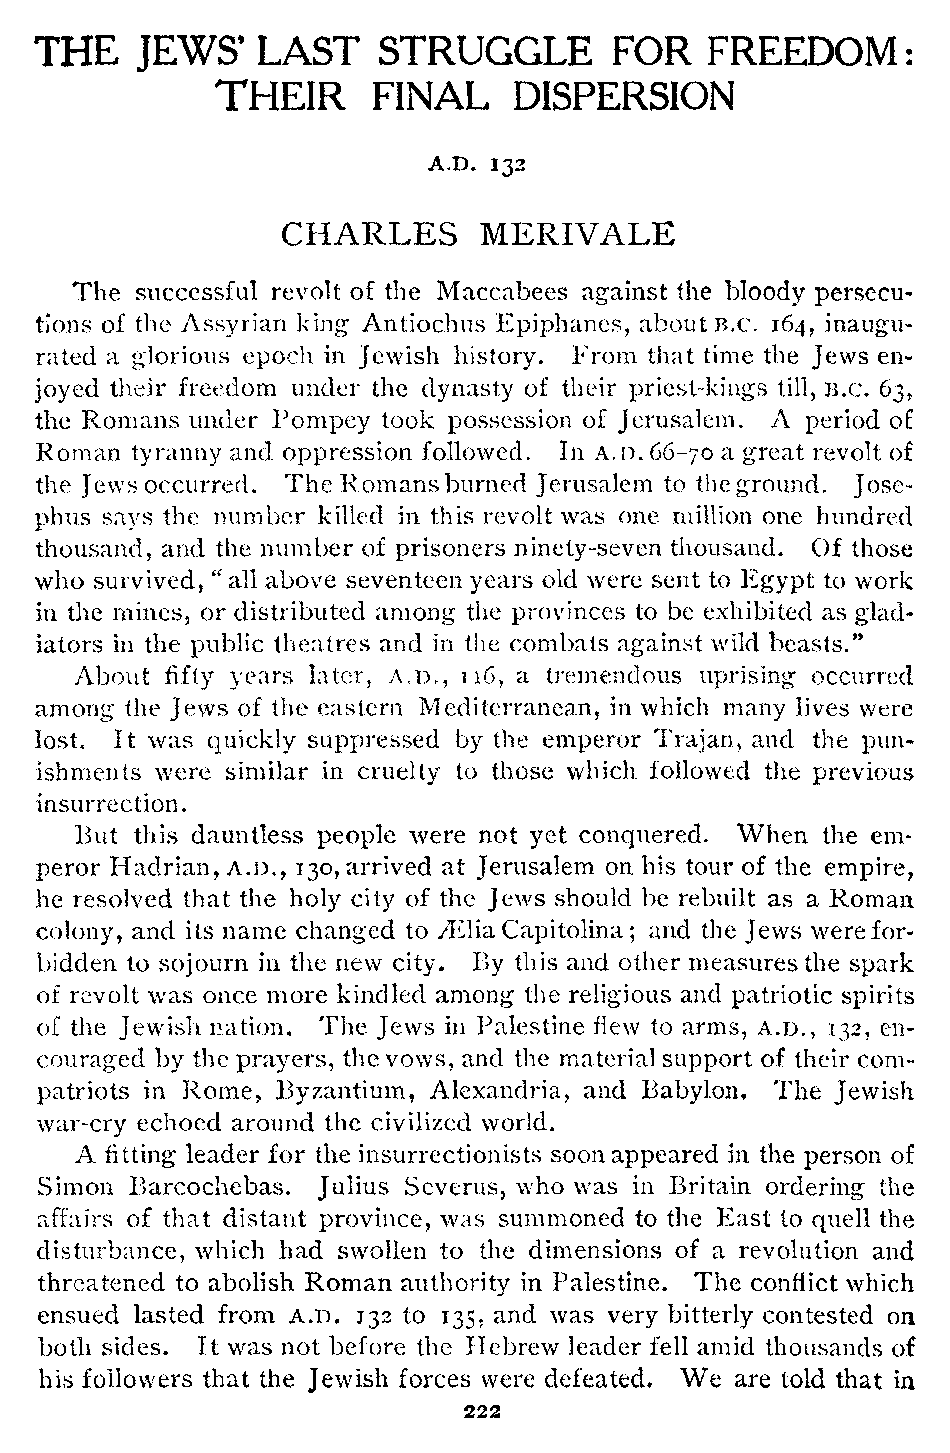 THE JEWS' LAST STRUGGLE FOR FREEDOM:
THEIR FINAL DISPERSION
A.D. 132
CHARLES MERIVALE
The successful revolt of the Maccabees against the bloody persecu-
tions of the Assyrian king Antiochus Epiphanes, about B.C. 164, inaugu-
rated a glorious epoch in Jewish history. From that time the Jews en-
joyed their freedom under the dynasty of their priest-kings till, B.C. 63,
the Romans under Pompey took possession of Jerusalem. A period of
Roman tyranny and oppression followed. In A.D. 66-70 a great revolt of
the Jews occurred. The Romans burned Jerusalem to the ground. Jose-
phus says the number killed in this revolt was one million one hundred
thousand, and the number of prisoners ninety-seven thousand. Of those
who survived, "all above seventeen years old were sent to Egypt to work
in the mines, or distributed among the provinces to be exhibited as glad-
iators in the public theatres and in the combats against wild beasts."
About fifty years later, A.D., 116, a tremendous uprising occurred
among the Jews of the eastern Mediterranean, in which many lives were
lost. It was quickly suppressed by the emperor Trajan, and the pun-
ishments were similar in cruelty to those which followed the previous
insurrection.
But this dauntless people were not yet conquered. When the em-
peror Hadrian, A.D., 130, arrived at Jerusalem on his tour of the empire,
he resolved that the holy city of the Jews should be rebuilt as a Roman
colony, and its name changed to Ælia Capitolina; and the Jews were for-
bidden to sojourn in the new city. By this and other measures the spark
of revolt was once more kindled among the religious and patriotic spirits
of the Jewish nation. The Jews in Palestine flew to arms, A.D., 132, en-
couraged by the prayers, the vows, and the material support of their com-
patriots in Rome, Byzantium, Alexandria, and Babylon. The Jewish
war-cry echoed around the civilized world.
A fitting leader for the insurrectionists soon appeared in the person of
Simon Barcochebas. Julius Severus, who was in Britain ordering the
affairs of that distant province, was summoned to the East to quell the
disturbance, which had swollen to the dimensions of a revolution and
threatened to abolish Roman authority in Palestine. The conflict which
ensued lasted from A.D. 132 to 135, and was very bitterly contested on
both sides. It was not before the Hebrew leader fell amid thousands of
his followers that the Jewish forces were defeated. We are told that in
222